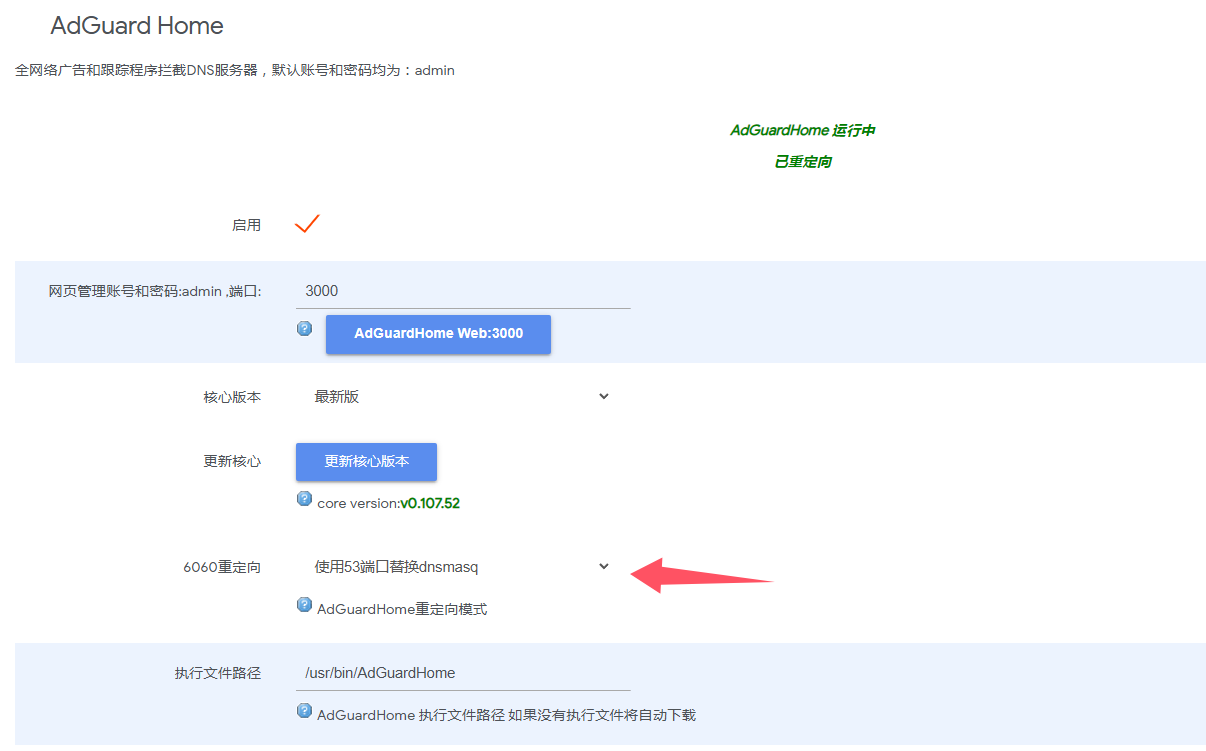 AdGuard Home
全网络广告和跟踪程序拦截DNS服务器，默认账号和密码均为：admin
AdGuardHome 运行中
已重定向
启用
网页管理账号和密码:admin ,端口:
3000
AdGuardHome Web:3000
核心版本
最新版
更新核心
更新核心版本
core version:v0.107.52
6060重定向
使用53端口替换dnsmasq
AdGuardHome重定向模式
执行文件路径
/usr/bin/AdGuardHome
AdGuardHome 执行文件路径 如果没有执行文件将自动下载